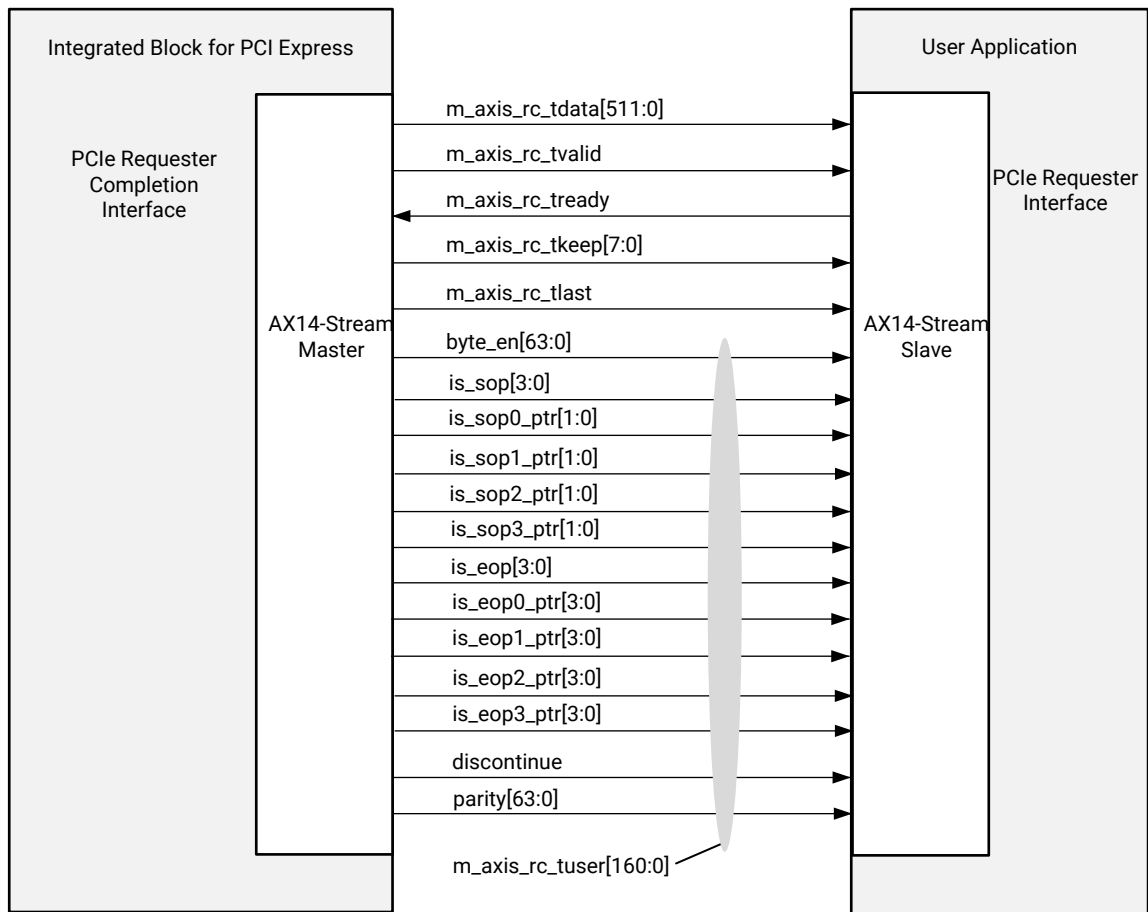 Integrated Block for PCI Express
User Application
PCIe Requester
Completion
Interface
AX14-Stream
Master
m_axis_rc_tdata[511:0]
m_axis_rc_tvalid
m_axis_rc_tready
m_axis_rc_tkeep[7:0]
m_axis_rc_tlast
byte_en[63:0]
is_sop[3:0]
is_sop0_ptr[1:0]
is_sop1_ptr[1:0]
is_sop2_ptr[1:0]
is_sop3_ptr[1:0]
is_eop[3:0]
is_eop0_ptr[3:0]
is_eop1_ptr[3:0]
is_eop2_ptr[3:0]
is_eop3_ptr[3:0]
discontinue
parity[63:0]
m_axis_rc_tuser[160:0]
AX14-Stream
Slave
PCIe Requester
Interface